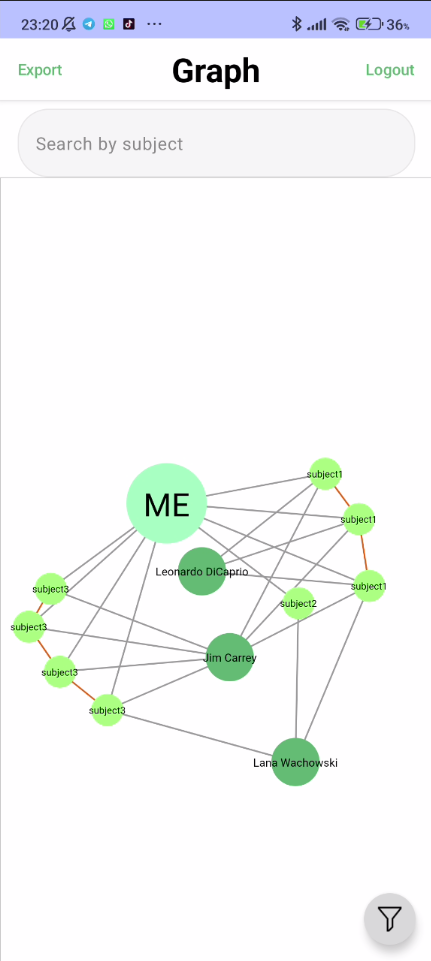 23:20 ... 36%
Export Graph Logout
Search by subject
subject1
ME
subject1
Leonardo DiCaprio
subject1
subject3
subject2
subject3
Jim Carrey
subject3
subject3
Lana Wachowski